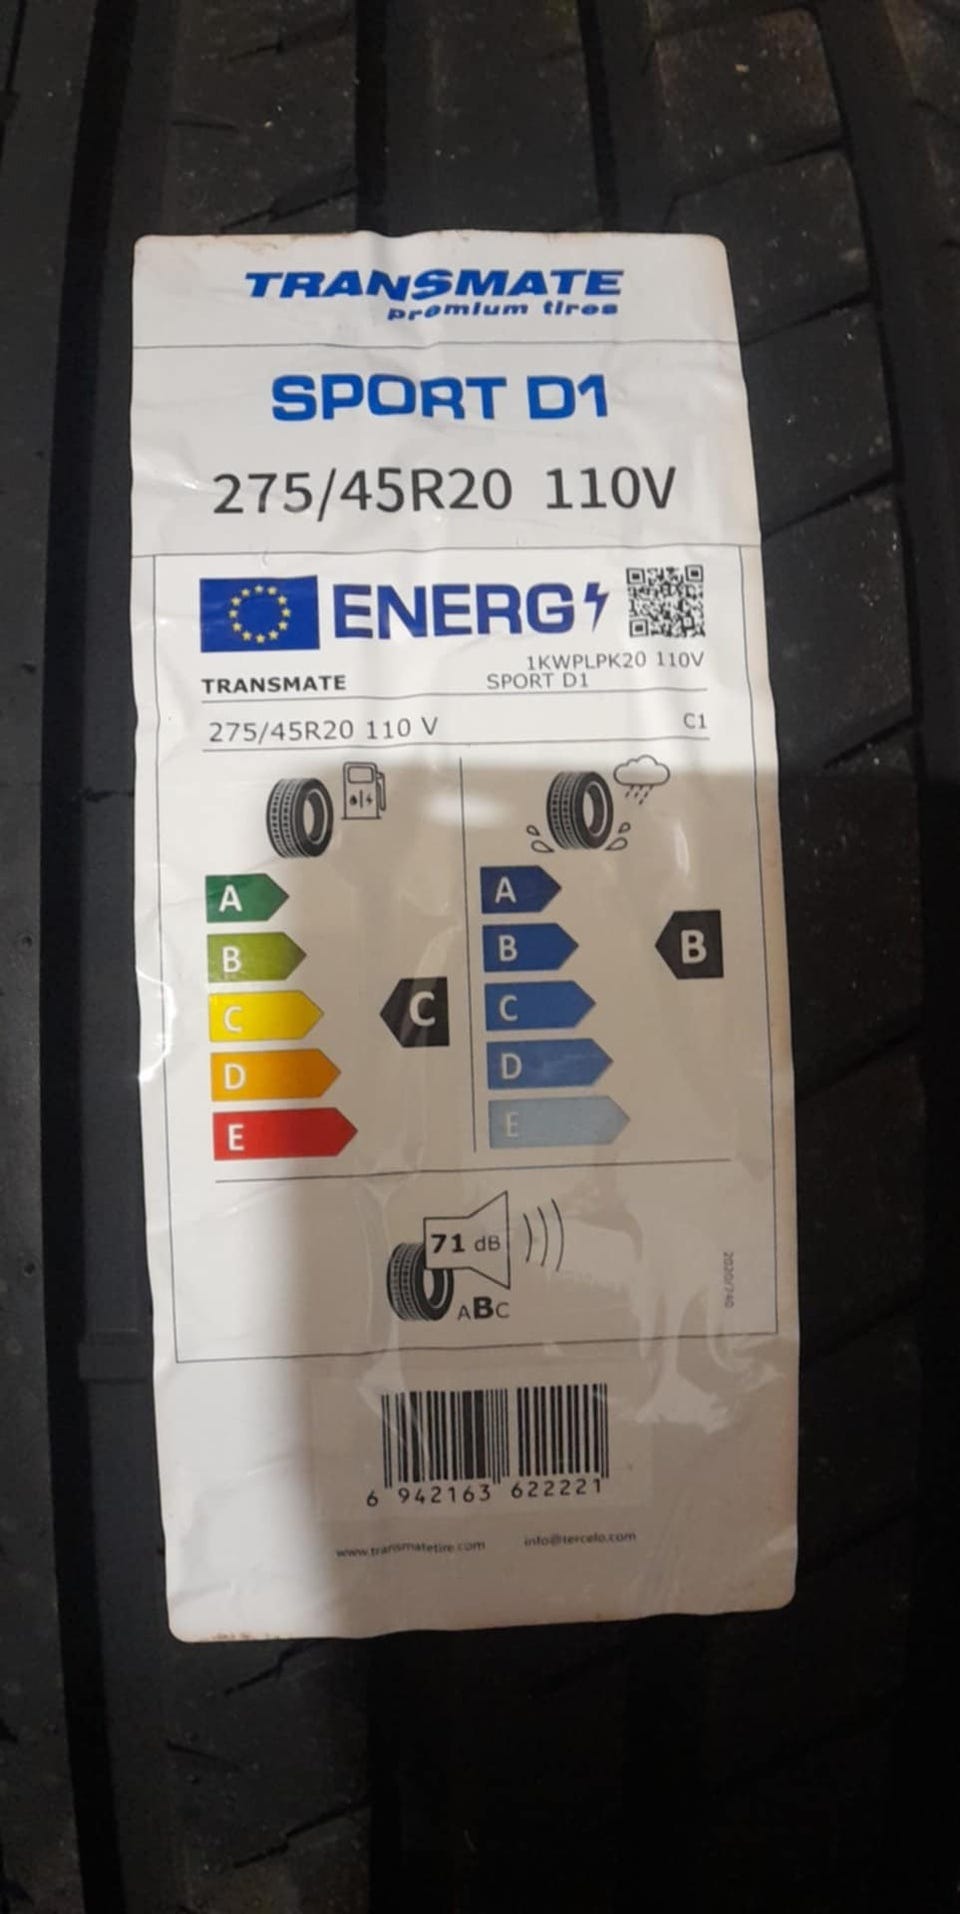 TRANSMATE
premium tires
SPORT D1
275/45R20 110V
ENERG
1KWPLPK20 110V
TRANSMATE SPORT D1
275/45R20 110 V C1
A A
B B B
C C C
D D
E E
71 dB
ABC
2020/740
6 942163 622221
www.transmatetire.com info@tercelo.com